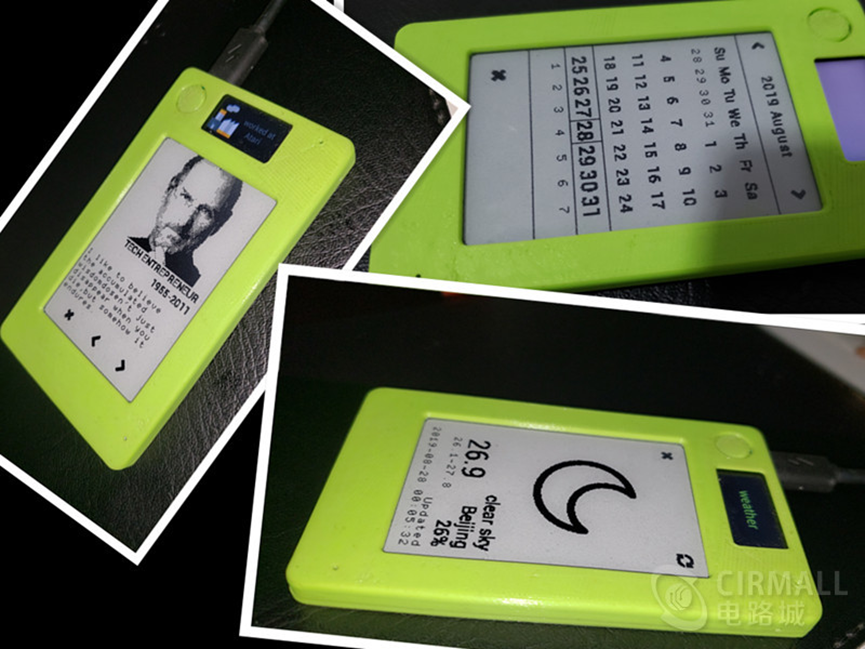 worked at
Atari
TECH ENTREPRENEUR
1955-2011
I like to believe
the accumulated
wisdomdoesn't just
disappear when you
die,but somehow it
endures.
× < >
< 2019 August >
Su Mo Tu We Th Fr Sa
28 29 30 31 1 2 3
4 5 6 7 8 9 10
11 12 13 14 15 16 17
18 19 20 21 22 23 24
25 26 27 28 29 30 31
1 2 3 4 5 6 7
×
weather
×
clear sky
26.9 Beijing
26.1-27.8 26%
Updated
2019-08-28 00:05:32
CIRMALL
电路城